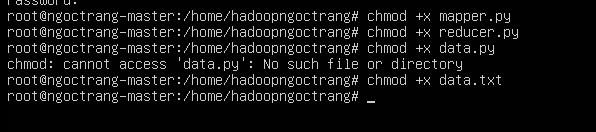 Password:
root@ngoctrang-master:/home/hadoopngoctrang# chmod +x mapper.py
root@ngoctrang-master:/home/hadoopngoctrang# chmod +x reducer.py
root@ngoctrang-master:/home/hadoopngoctrang# chmod +x data.py
chmod: cannot access 'data.py': No such file or directory
root@ngoctrang-master:/home/hadoopngoctrang# chmod +x data.txt
root@ngoctrang-master:/home/hadoopngoctrang# _